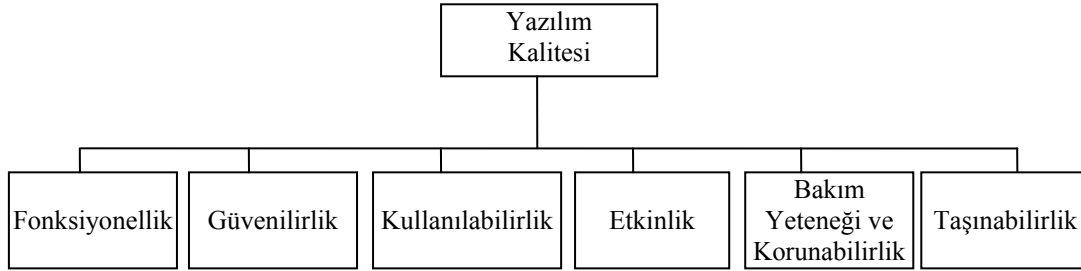 Yazılım
Kalitesi
Fonksiyonellik
Güvenilirlik
Kullanılabilirlik
Etkinlik
Bakım
Yeteneği ve
Korunabilirlik
Taşınabilirlik